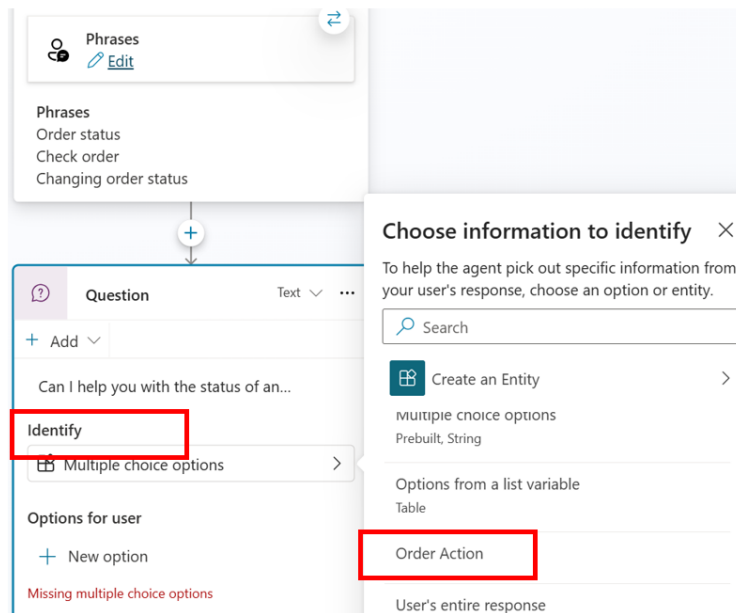 Phrases
Edit
Phrases
Order status
Check order
Changing order status
Question
Text
Add
Can I help you with the status of an...
Identify
Multiple choice options
Options for user
New option
Missing multiple choice options
Choose information to identify
To help the agent pick out specific information from
your user's response, choose an option or entity.
Search
Create an Entity
Multiple choice options
Prebuilt, String
Options from a list variable
Table
Order Action
User's entire response